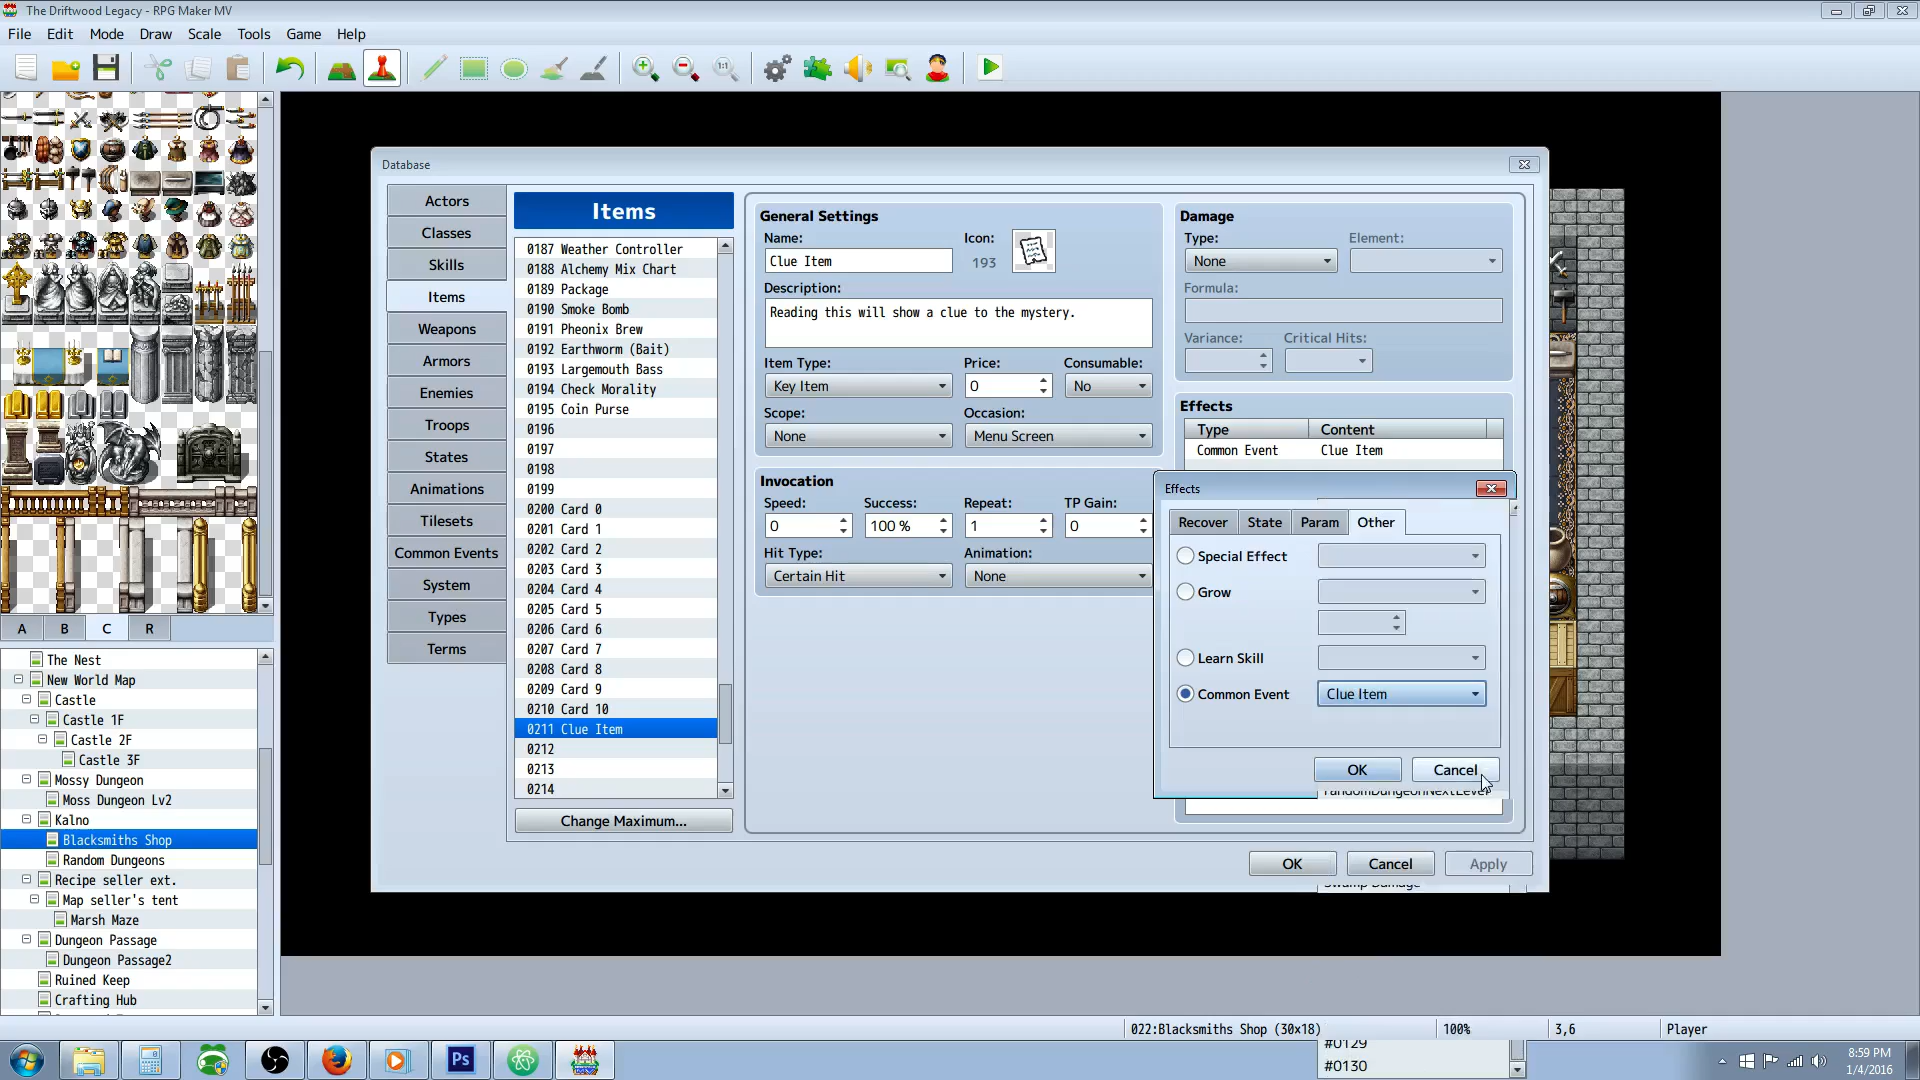 The Driftwood Legacy - RPG Maker MV
File Edit Mode Draw Scale Tools Game Help
1:1
A B C R
The Nest
New World Map
Castle
Castle 1F
Castle 2F
Castle 3F
Mossy Dungeon
Moss Dungeon Lv2
Kalno
Blacksmiths Shop
Random Dungeons
Recipe seller ext.
Map seller's tent
Marsh Maze
Dungeon Passage
Dungeon Passage2
Ruined Keep
Crafting Hub
Database
Actors
Classes
Skills
Items
Weapons
Armors
Enemies
Troops
States
Animations
Tilesets
Common Events
System
Types
Terms
Items
0187 Weather Controller
0188 Alchemy Mix Chart
0189 Package
0190 Smoke Bomb
0191 Pheonix Brew
0192 Earthworm (Bait)
0193 Largemouth Bass
0194 Check Morality
0195 Coin Purse
0196
0197
0198
0199
0200 Card 0
0201 Card 1
0202 Card 2
0203 Card 3
0204 Card 4
0205 Card 5
0206 Card 6
0207 Card 7
0208 Card 8
0209 Card 9
0210 Card 10
0211 Clue Item
0212
0213
0214
Change Maximum...
General Settings
Name: Icon:
Clue Item 193
Description:
Reading this will show a clue to the mystery.
Item Type: Price: Consumable:
Key Item 0 No
Scope: Occasion:
None Menu Screen
Invocation
Speed: Success: Repeat: TP Gain:
0 100 % 1 0
Hit Type: Animation:
Certain Hit None
Damage
Type: Element:
None
Formula:
Variance: Critical Hits:
Effects
Type Content
Common Event Clue Item
Effects
Recover State Param Other
Special Effect
Grow
Learn Skill
Common Event Clue Item
OK Cancel
randomDungeonNextLevel
OK Cancel Apply
Swamp Damage
022:Blacksmiths Shop (30x18) 100% 3,6 Player
#0129
#0130
Ps
8:59 PM
1/4/2016